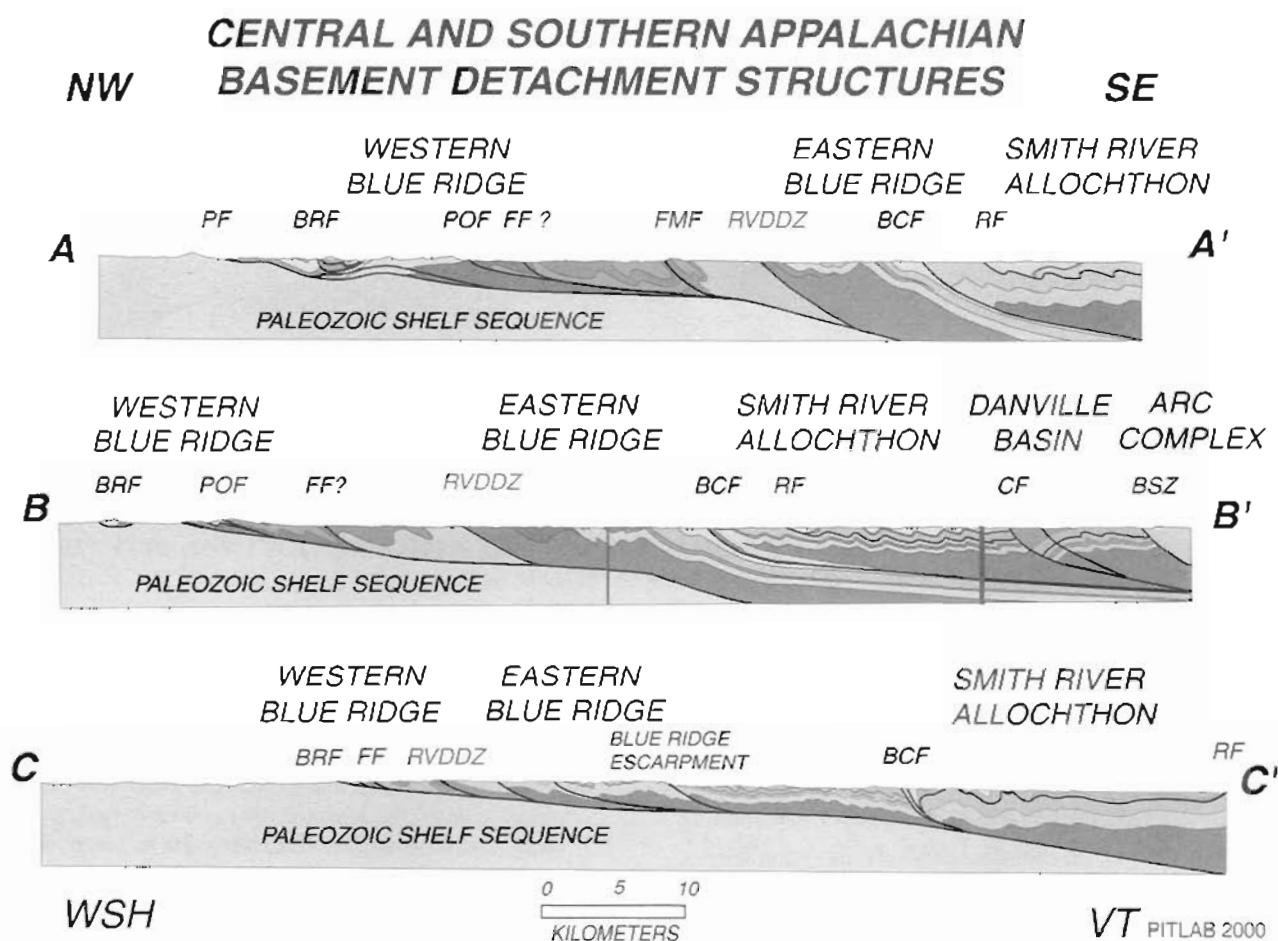 CENTRAL AND SOUTHERN APPALACHIAN
NW BASEMENT DETACHMENT STRUCTURES SE
WESTERN EASTERN SMITH RIVER
BLUE RIDGE BLUE RIDGE ALLOCHTHON
PF BRF POF FF ? FMF RVDDZ BCF RF
A A'
PALEOZOIC SHELF SEQUENCE
WESTERN EASTERN SMITH RIVER DANVILLE ARC
BLUE RIDGE BLUE RIDGE ALLOCHTHON BASIN COMPLEX
BRF POF FF? RVDDZ BCF RF CF BSZ
B B'
PALEOZOIC SHELF SEQUENCE
WESTERN EASTERN SMITH RIVER
BLUE RIDGE BLUE RIDGE ALLOCHTHON
BRF FF RVDDZ BLUE RIDGE BCF RF
ESCARPMENT
C C'
PALEOZOIC SHELF SEQUENCE
0 5 10
KILOMETERS
WSH VT PITLAB 2000